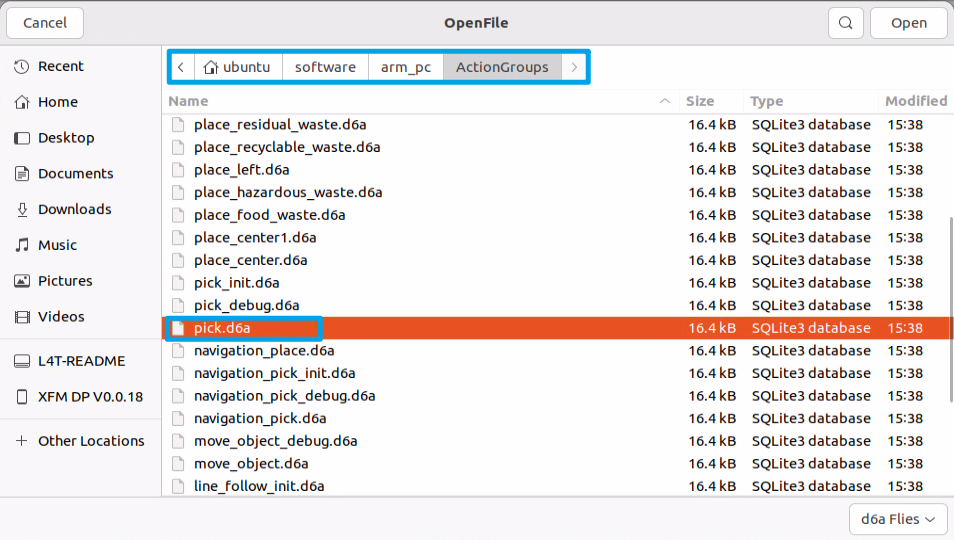 Cancel OpenFile Open
Recent
Home
Desktop
Documents
Downloads
Music
Pictures
Videos
L4T-README
XFM DP V0.0.18
Other Locations
ubuntu software arm_pc ActionGroups
Name Size Type Modified
place_residual_waste.d6a 16.4 kB SQLite3 database 15:38
place_recyclable_waste.d6a 16.4 kB SQLite3 database 15:38
place_left.d6a 16.4 kB SQLite3 database 15:38
place_hazardous_waste.d6a 16.4 kB SQLite3 database 15:38
place_food_waste.d6a 16.4 kB SQLite3 database 15:38
place_center1.d6a 16.4 kB SQLite3 database 15:38
place_center.d6a 16.4 kB SQLite3 database 15:38
pick_init.d6a 16.4 kB SQLite3 database 15:38
pick_debug.d6a 16.4 kB SQLite3 database 15:38
pick.d6a 16.4 kB SQLite3 database 15:38
navigation_place.d6a 16.4 kB SQLite3 database 15:38
navigation_pick_init.d6a 16.4 kB SQLite3 database 15:38
navigation_pick_debug.d6a 16.4 kB SQLite3 database 15:38
navigation_pick.d6a 16.4 kB SQLite3 database 15:38
move_object_debug.d6a 16.4 kB SQLite3 database 15:38
move_object.d6a 16.4 kB SQLite3 database 15:38
line_follow_init.d6a 16.4 kB SQLite3 database 15:38
d6a Flies